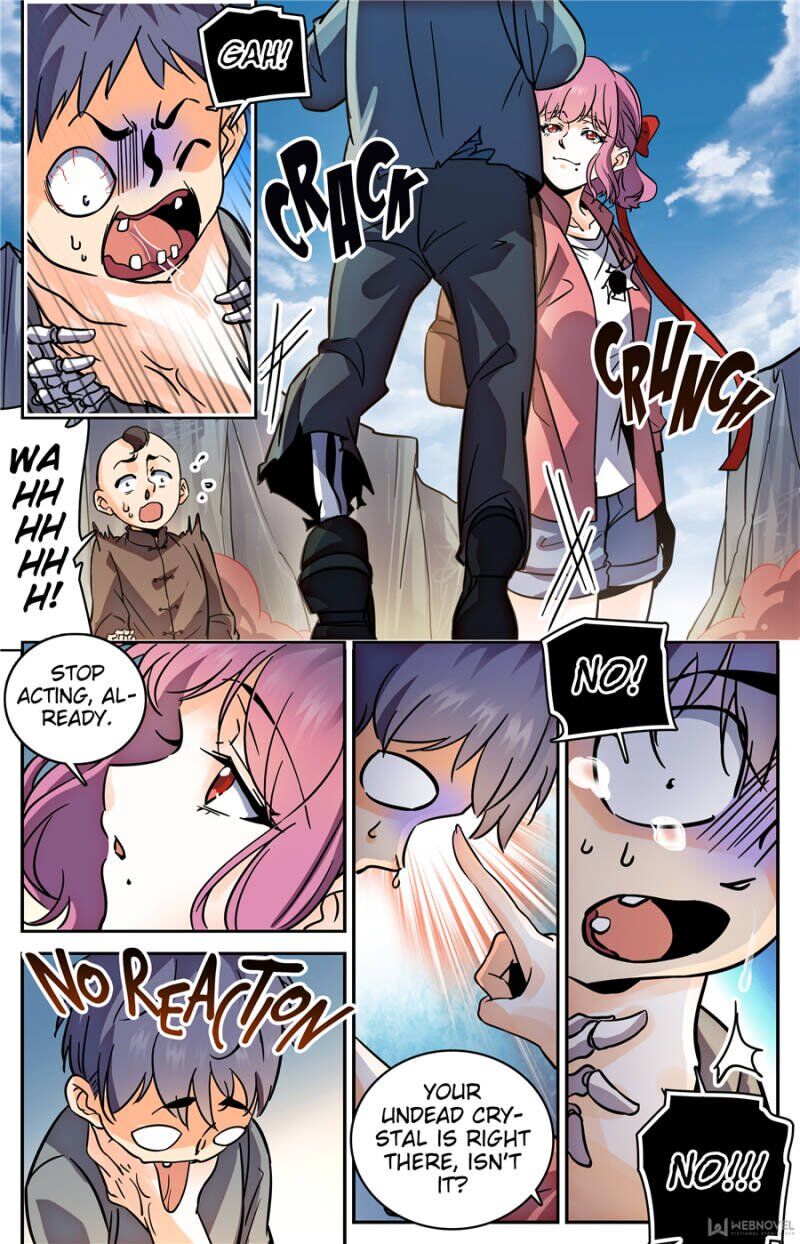 GAH!
CRACK
CRUNCH
WA
HH
HH
HH
H!
STOP
ACTING, AL-
READY.
NO!
NO REACTION
YOUR
UNDEAD CRY-
STAL IS RIGHT
THERE, ISN'T
IT?
NO!!!
WEBNOVEL